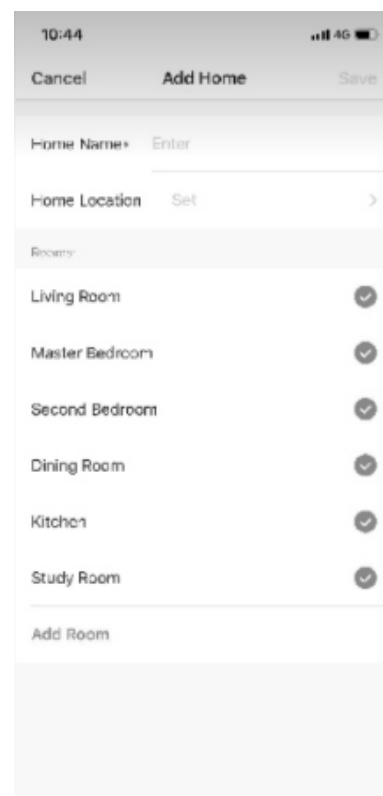 10:44 4G
Cancel Add Home Save
Home Name* Enter
Home Location Set
Rooms:
Living Room
Master Bedroom
Second Bedroom
Dining Room
Kitchen
Study Room
Add Room